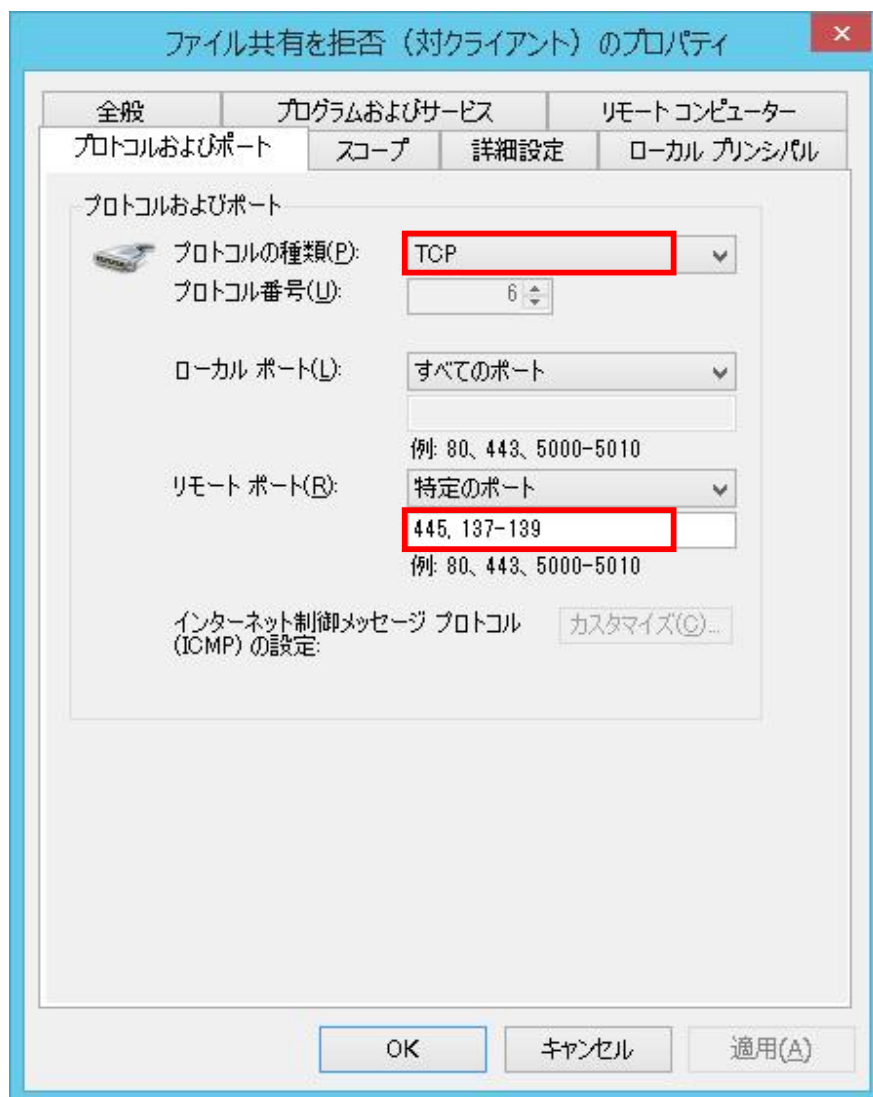 ファイル共有を拒否（対クライアント）のプロパティ
×
全般 プログラムおよびサービス リモート コンピューター
プロトコルおよびポート スコープ 詳細設定 ローカル プリンシパル
プロトコルおよびポート
プロトコルの種類(P): TCP
プロトコル番号(U): 6
ローカル ポート(L): すべてのポート
例: 80、443、5000-5010
リモート ポート(R): 特定のポート
445, 137-139
例: 80、443、5000-5010
インターネット制御メッセージ プロトコル カスタマイズ(C)...
(ICMP) の設定:
OK キャンセル 適用(A)